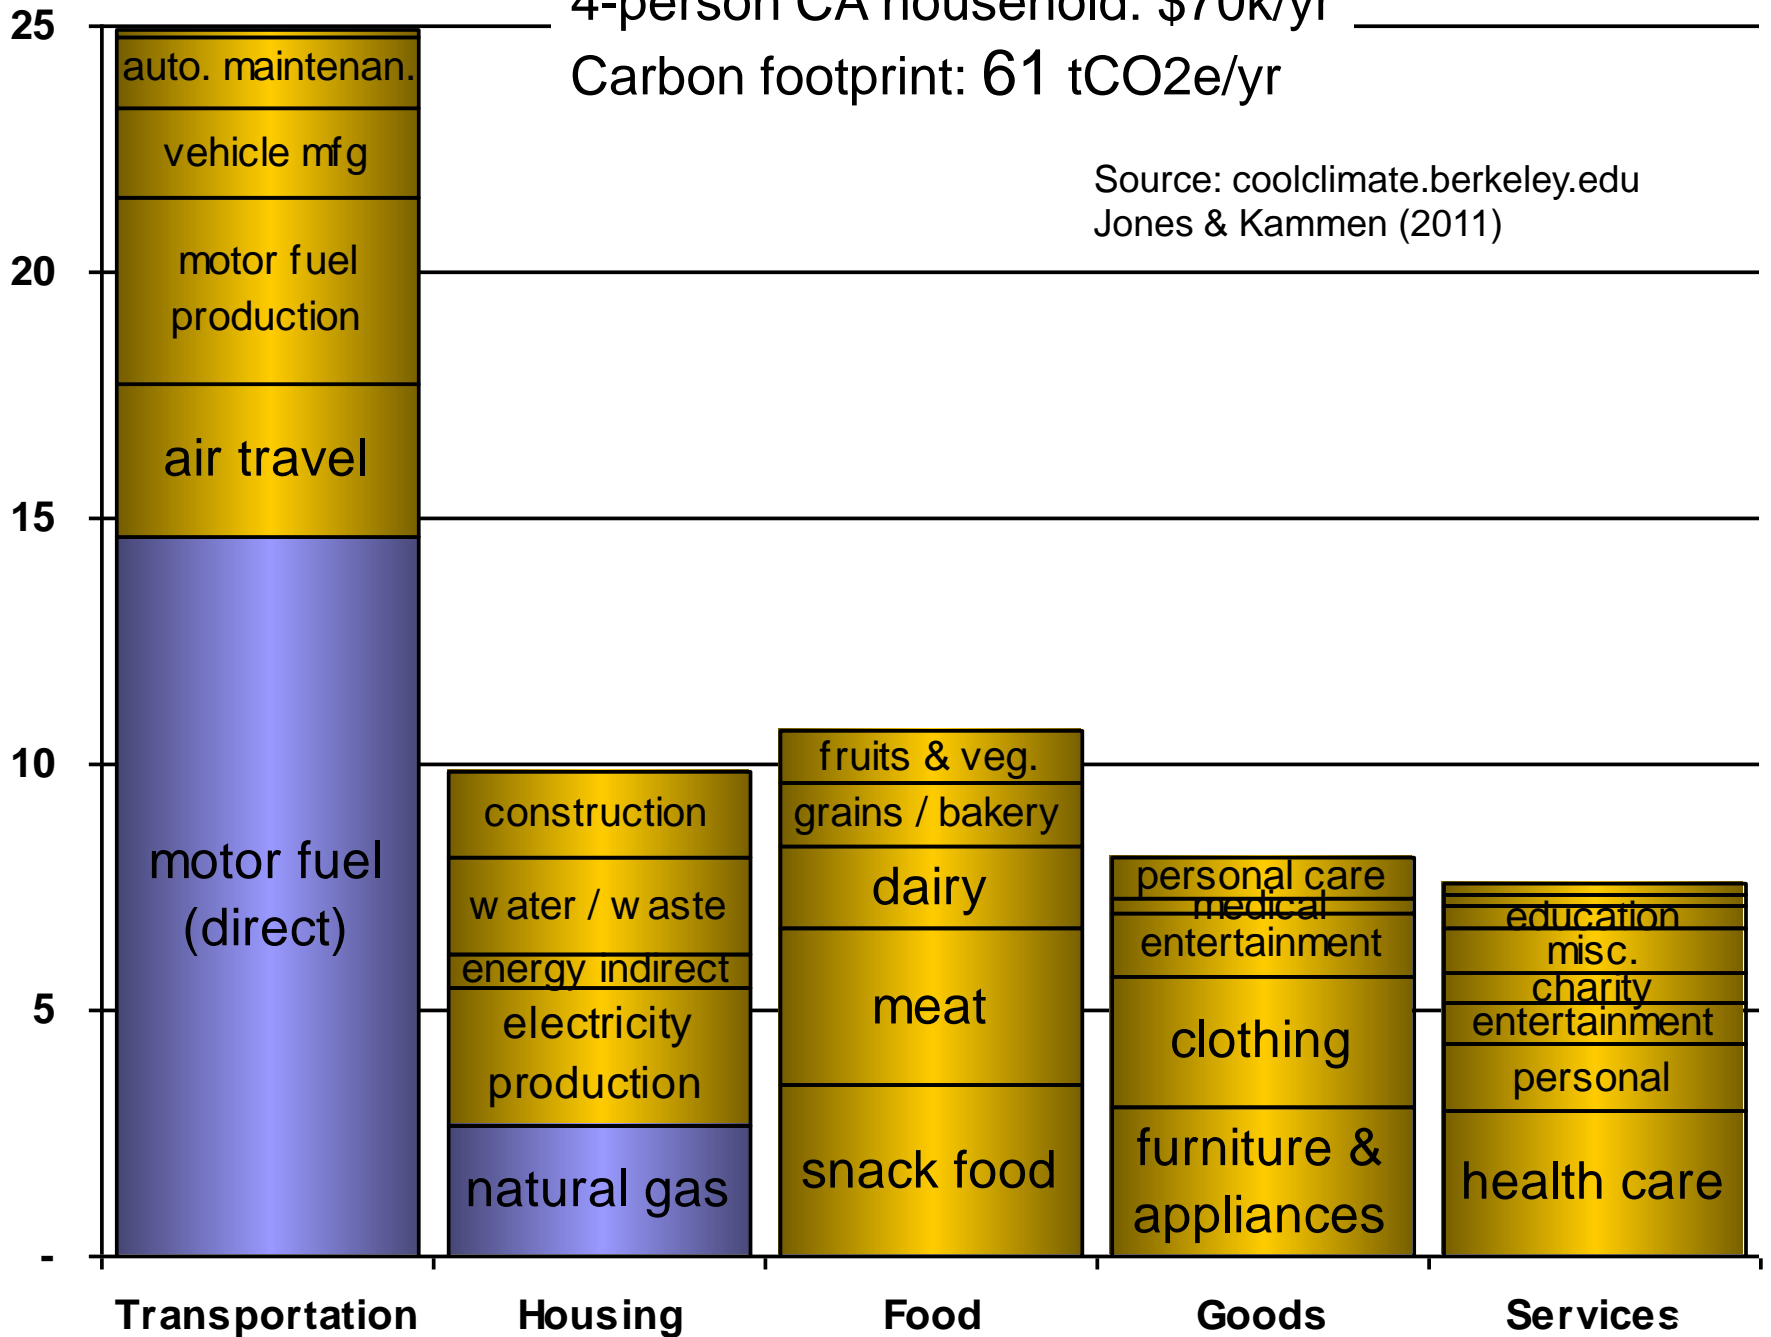 4-person CA household: $70k/yr
Carbon footprint: 61 tCO2e/yr
Source: coolclimate.berkeley.edu
Jones & Kammen (2011)
25
20
15
10
5
-
auto. maintenan.
vehicle mfg
motor fuel
production
air travel
motor fuel
(direct)
construction
water / waste
energy indirect
electricity
production
natural gas
fruits & veg.
grains / bakery
dairy
meat
snack food
personal care
medical
entertainment
clothing
furniture &
appliances
education
misc.
charity
entertainment
personal
health care
Transportation
Housing
Food
Goods
Services